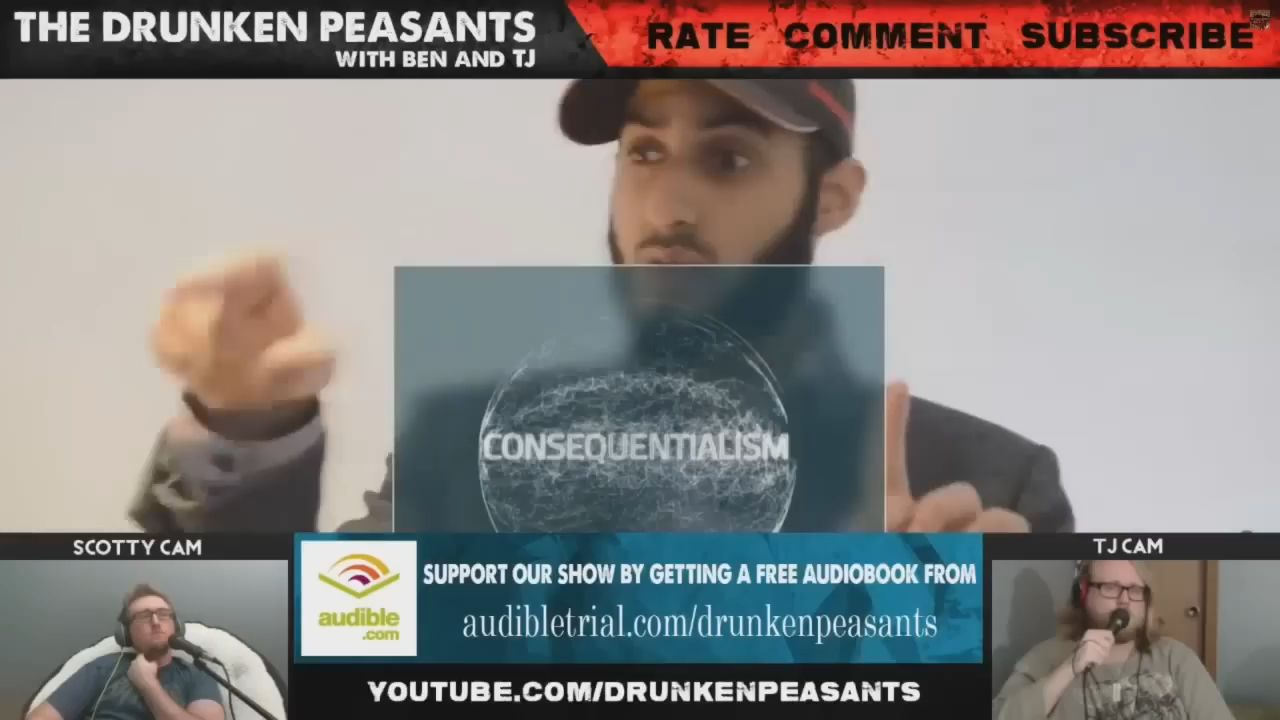 THE DRUNKEN PEASANTS
WITH BEN AND TJ
RATE COMMENT SUBSCRIBE
CONSEQUENTIALISM
SCOTTY CAM
TJ CAM
audible
.com
SUPPORT OUR SHOW BY GETTING A FREE AUDIOBOOK FROM
audibletrial.com/drunkenpeasants
YOUTUBE.COM/DRUNKENPEASANTS